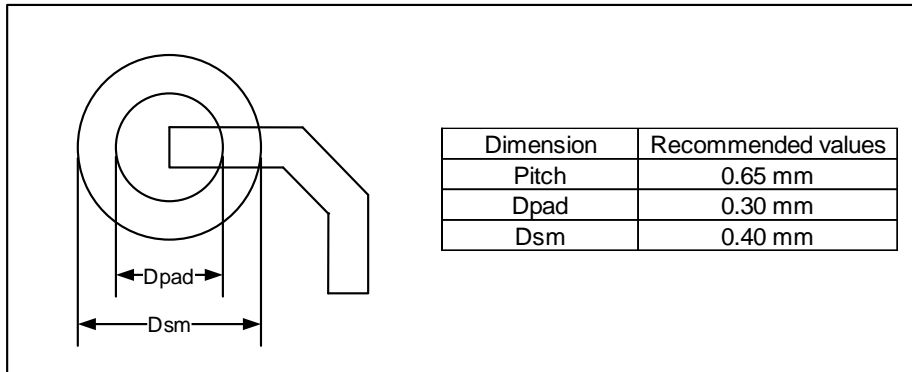 Dpad
Dsm
Dimension Recommended values
Pitch 0.65 mm
Dpad 0.30 mm
Dsm 0.40 mm